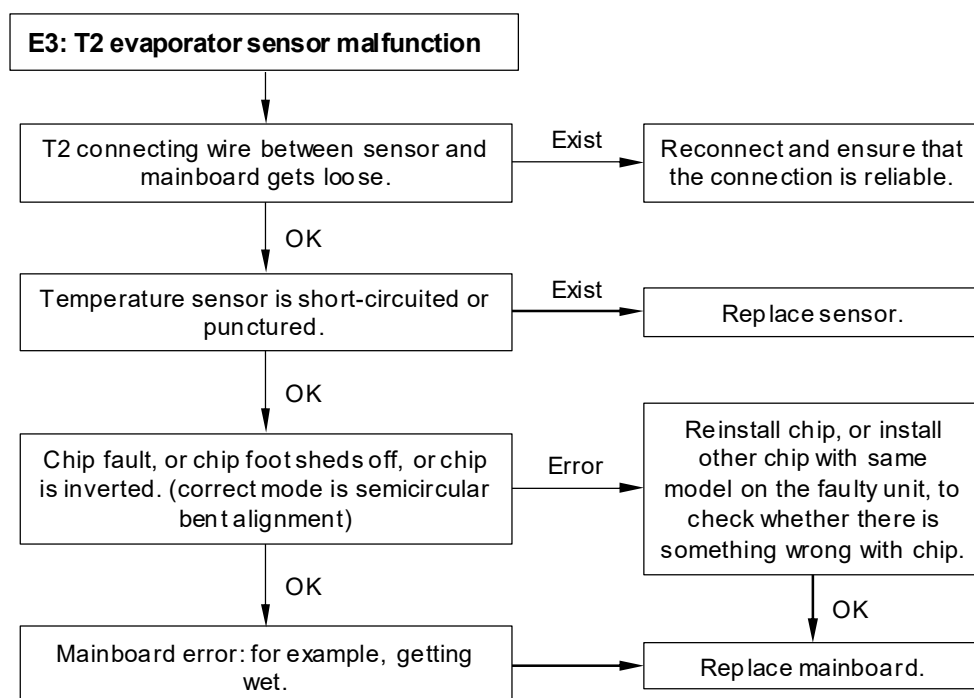 E3: T2 evaporator sensor malfunction
T2 connecting wire between sensor and
mainboard gets loose.
Exist
Reconnect and ensure that
the connection is reliable.
OK
Temperature sensor is short-circuited or
punctured.
Exist
Replace sensor.
OK
Chip fault, or chip foot sheds off, or chip
is inverted. (correct mode is semicircular
bent alignment)
Error
Reinstall chip, or install
other chip with same
model on the faulty unit, to
check whether there is
something wrong with chip.
OK
OK
Mainboard error: for example, getting
wet.
Replace mainboard.